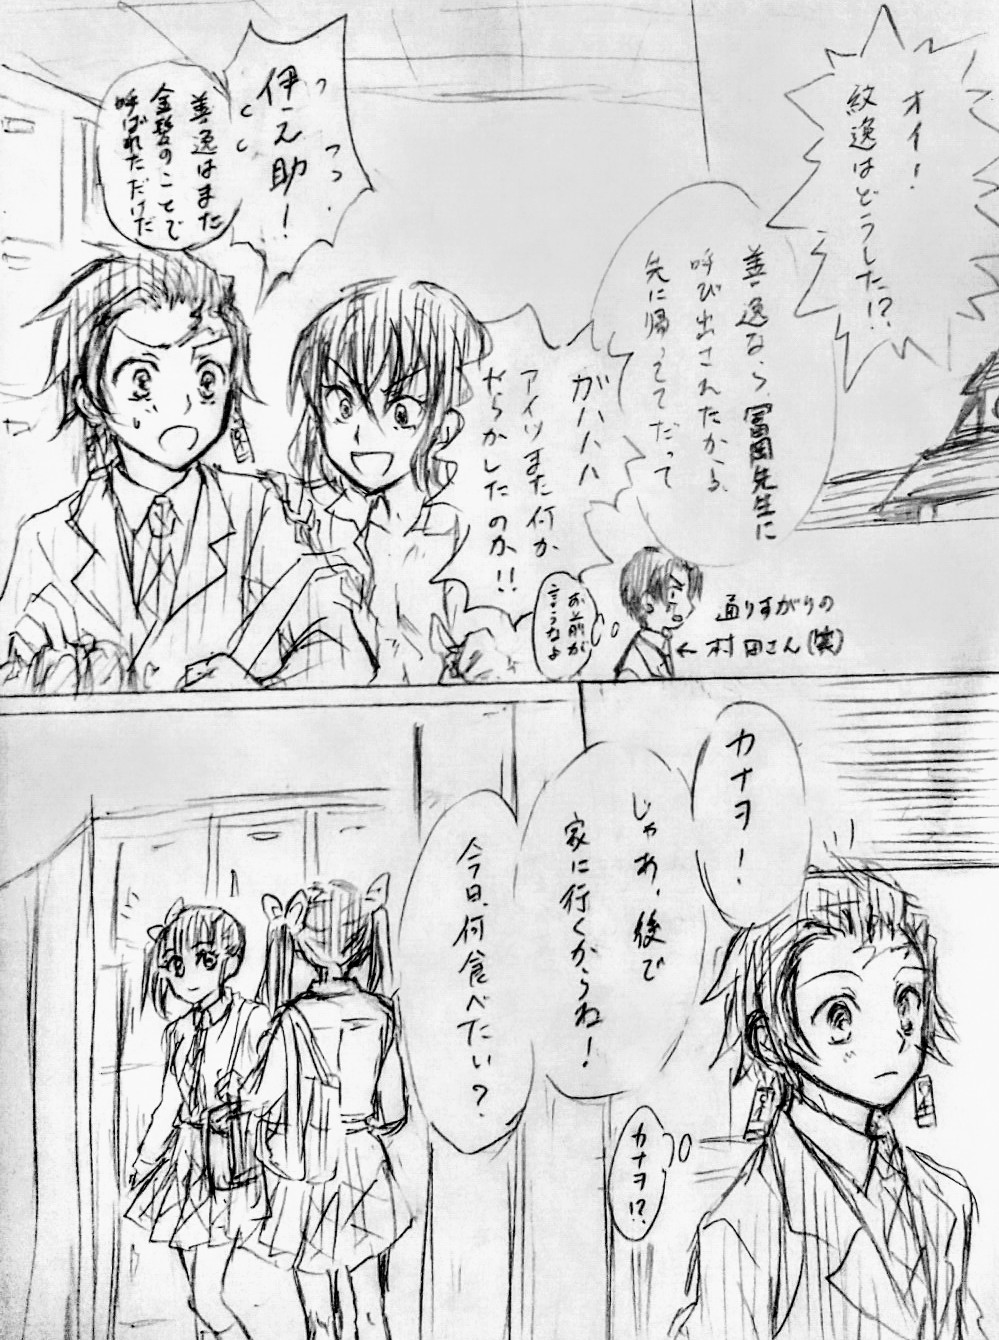 オイ!
紋逸はどうした!?
善逸なら冨岡先生に
呼び出されたから、
先に帰っててだって
ガハハハ
アイツまた何か
やらかしたのか!!
伊之助!
善逸はまた
金髪のことで
呼ばれただけだ
お前が
言うなよ
通りすがりの
←村田さん(笑)
カナヲ!
じゃあ、後で
家に行くからね!
今日、何食べたい?
カナヲ!?